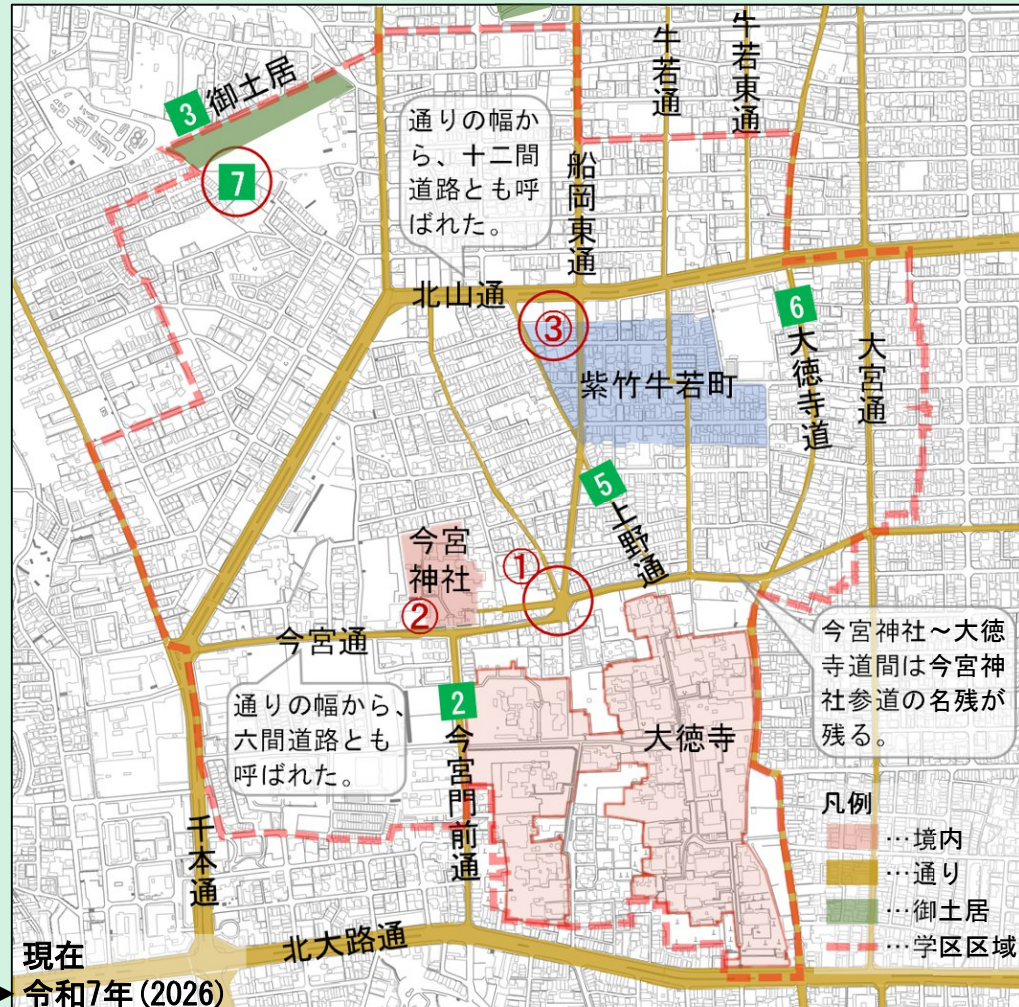 牛若通
牛若東通
3
御土居
7
通りの幅か
ら、十二間
道路とも呼
ばれた。
船岡東通
北山通
③
紫竹牛若町
6
大徳寺道
大宮通
5
上野通
今宮
神社
①
②
今宮通
通りの幅から、
六間道路とも
呼ばれた。
2
今宮門前通
大徳寺
今宮神社~大徳
寺道間は今宮神
社参道の名残が
残る。
千本通
北大路通
凡例
…境内
…通り
…御土居
…学区区域
現在
令和7年(2026)